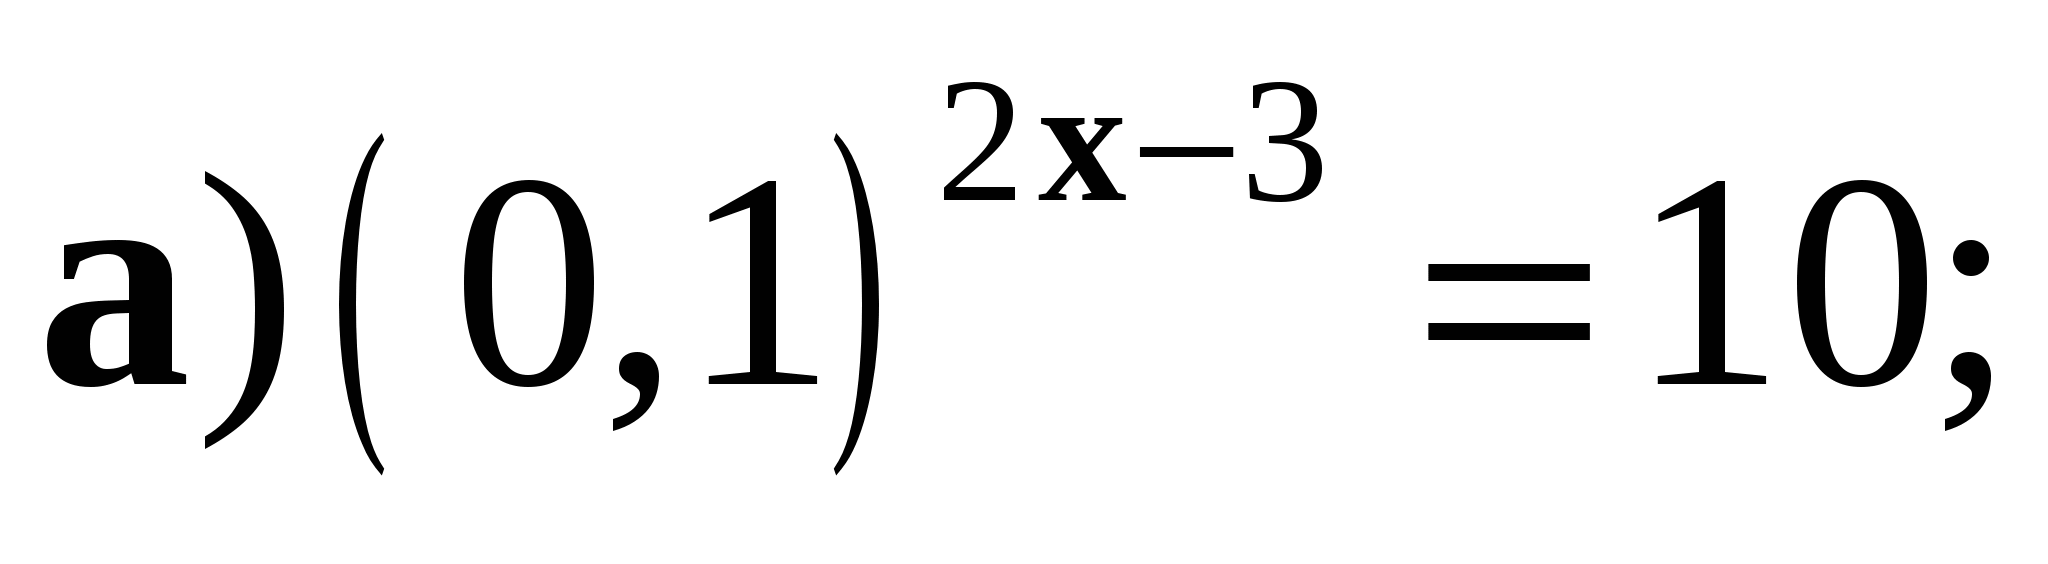 a) (0,1)^{2x−3} = 10;